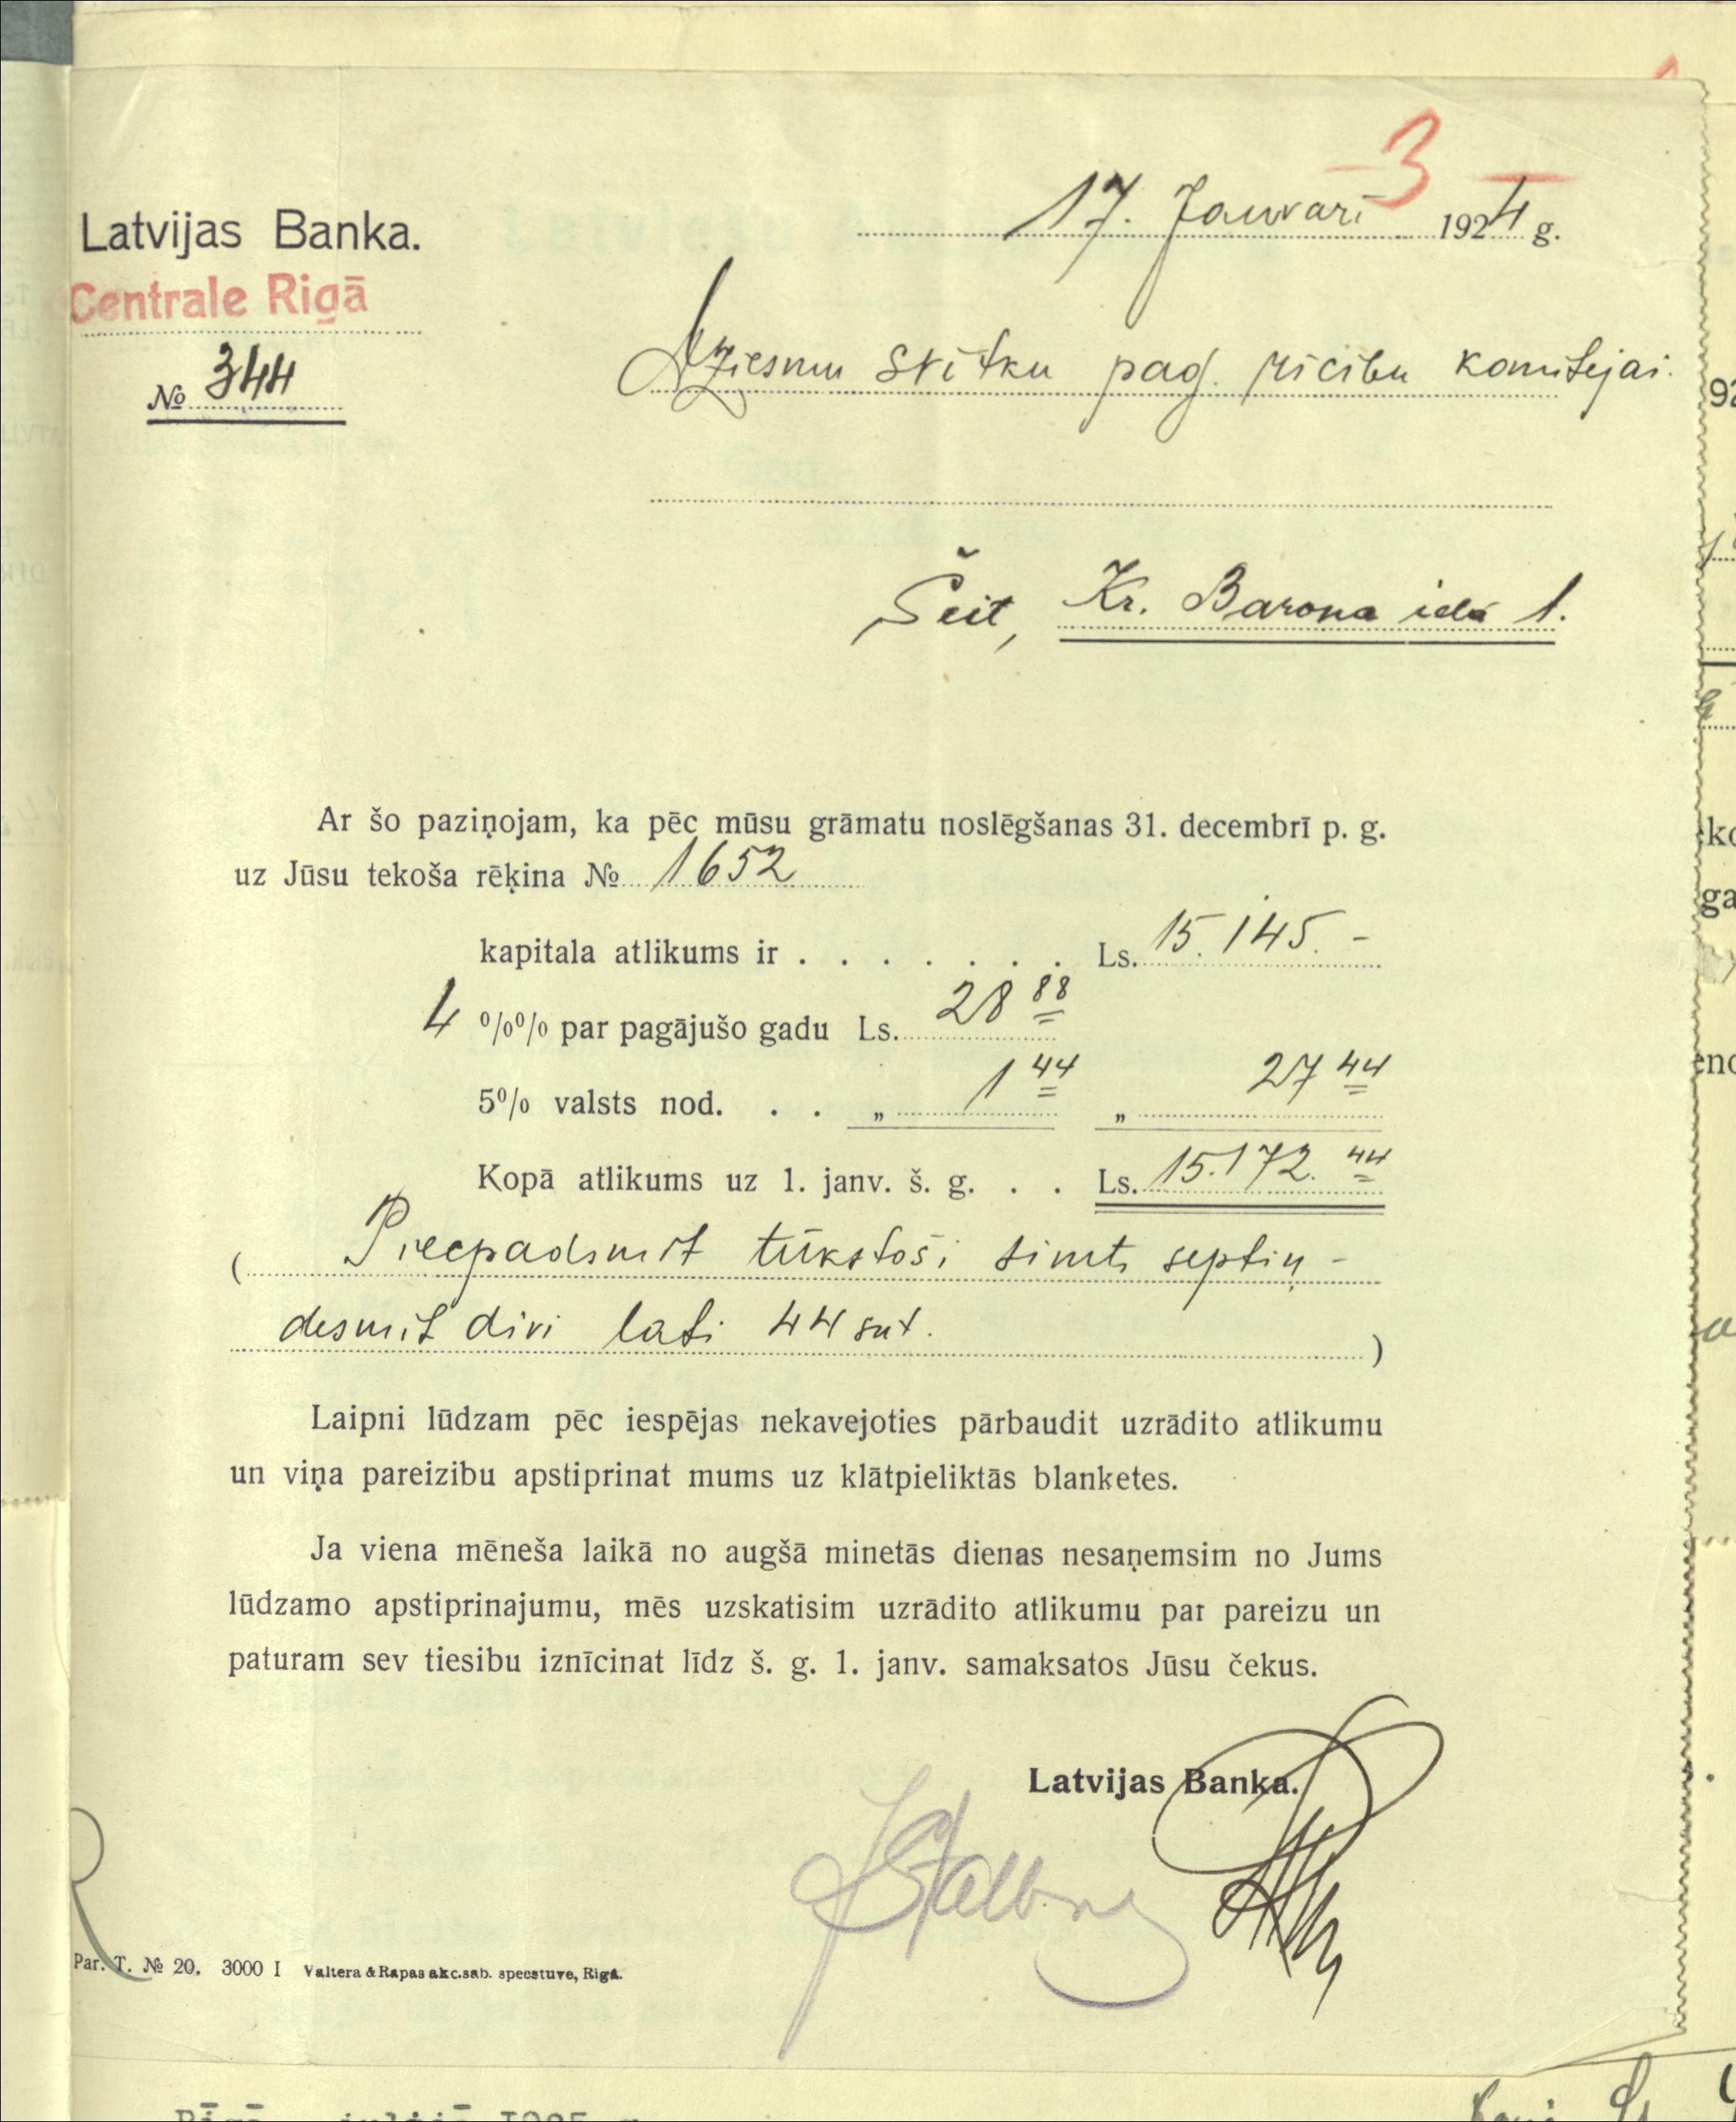 3
17. Janvarī 1924 g.
Latvijas Banka.
Centrale Rigā
№ 344
Dziesmu svētku pag. rīcību komitejai.
Šeit, Kr. Barona ielā 1.
Ar šo paziņojam, ka pēc mūsu grāmatu noslēgšanas 31. decembrī p. g.
uz Jūsu tekoša rēķina № 1652
kapitala atlikums ir . . . . . . . Ls. 15.145. –
4 %% par pagājušo gadu Ls. 28 88
5% valsts nod. . . „ 1 44 „ 27 44
Kopā atlikums uz 1. janv. š. g. . . Ls. 15.172. 44
( Piecpadsmit tūkstoši simts septiņ-
desmit divi lati 44 snt. )
Laipni lūdzam pēc iespējas nekavejoties pārbaudit uzrādito atlikumu
un viņa pareizibu apstiprinat mums uz klātpieliktās blanketes.
Ja viena mēneša laikā no augšā minetās dienas nesaņemsim no Jums
lūdzamo apstiprinajumu, mēs uzskatisim uzrādito atlikumu par pareizu un
paturam sev tiesibu iznīcinat līdz š. g. 1. janv. samaksatos Jūsu čekus.
Latvijas Banka.
Par. T. № 20. 3000 I Valtera & Rapas akc.sab. specstuve, Rigā.